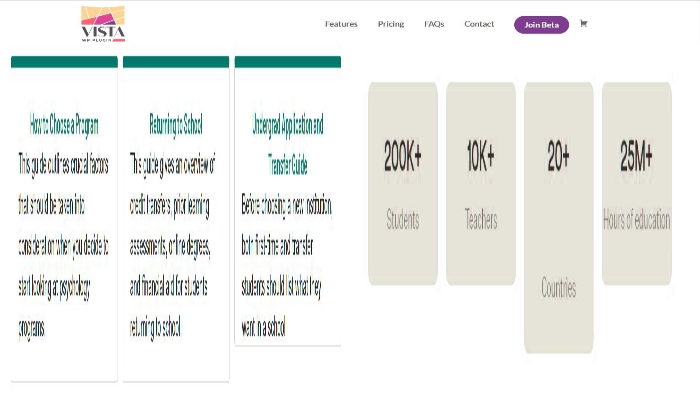 VISTA
WP PLUGIN
Features Pricing FAQs Contact Join Beta
How to Choose a Program
This guide outlines crucial factors
that should be taken into
consideration when you decide to
start looking at psychology
programs.
Returning to School
This guide gives an overview of
credit transfers, prior learning
assessments, online degrees,
and financial aid for students
returning to school.
Undergrad Application and
Transfer Guide
Before choosing a new institution,
both first-time and transfer
students should list what they
want in a school
200K+
Students
10K+
Teachers
20+
Countries
25M+
Hours of education